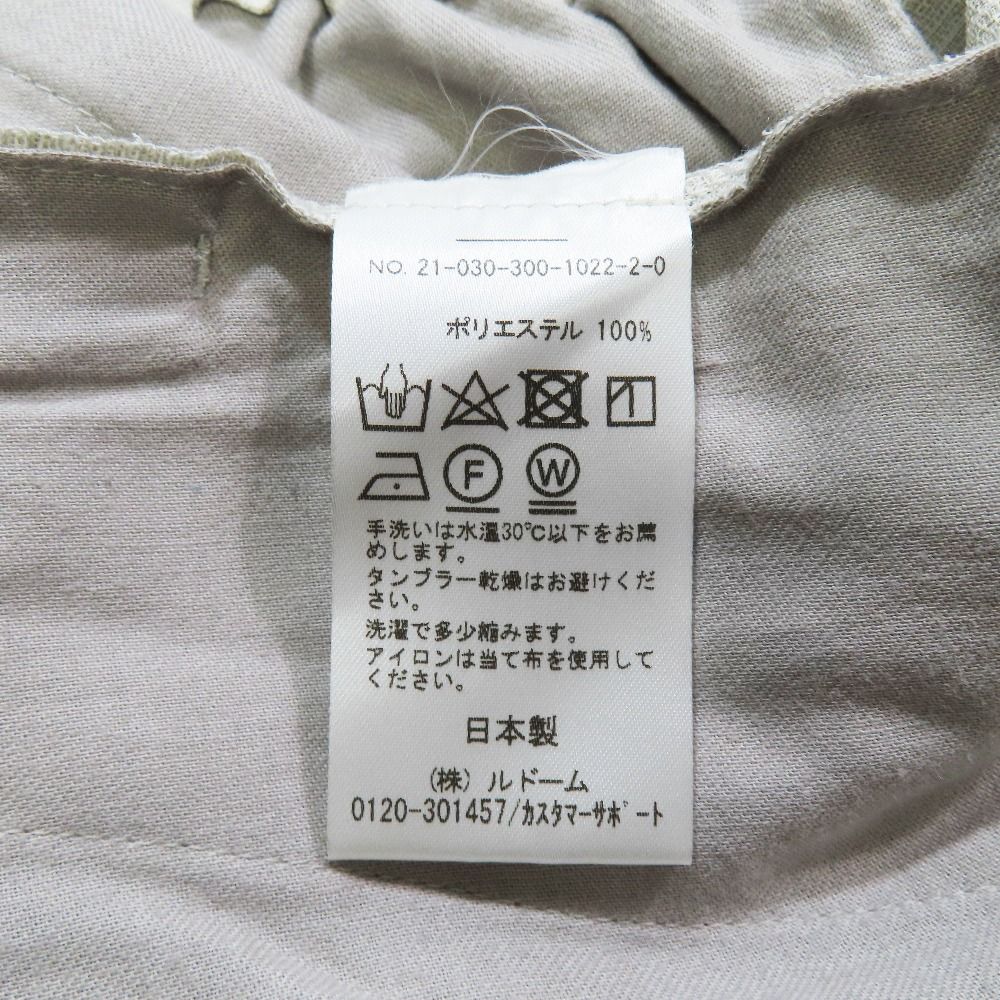 NO. 21-030-300-1022-2-0
ポリエステル 100%
F W
手洗いは水温30℃以下をお薦
めします。
タンブラー乾燥はお避けくだ
さい。
洗濯で多少縮みます。
アイロンは当て布を使用して
ください。
日本製
(株) ルドーム
0120-301457/カスタマーサポート